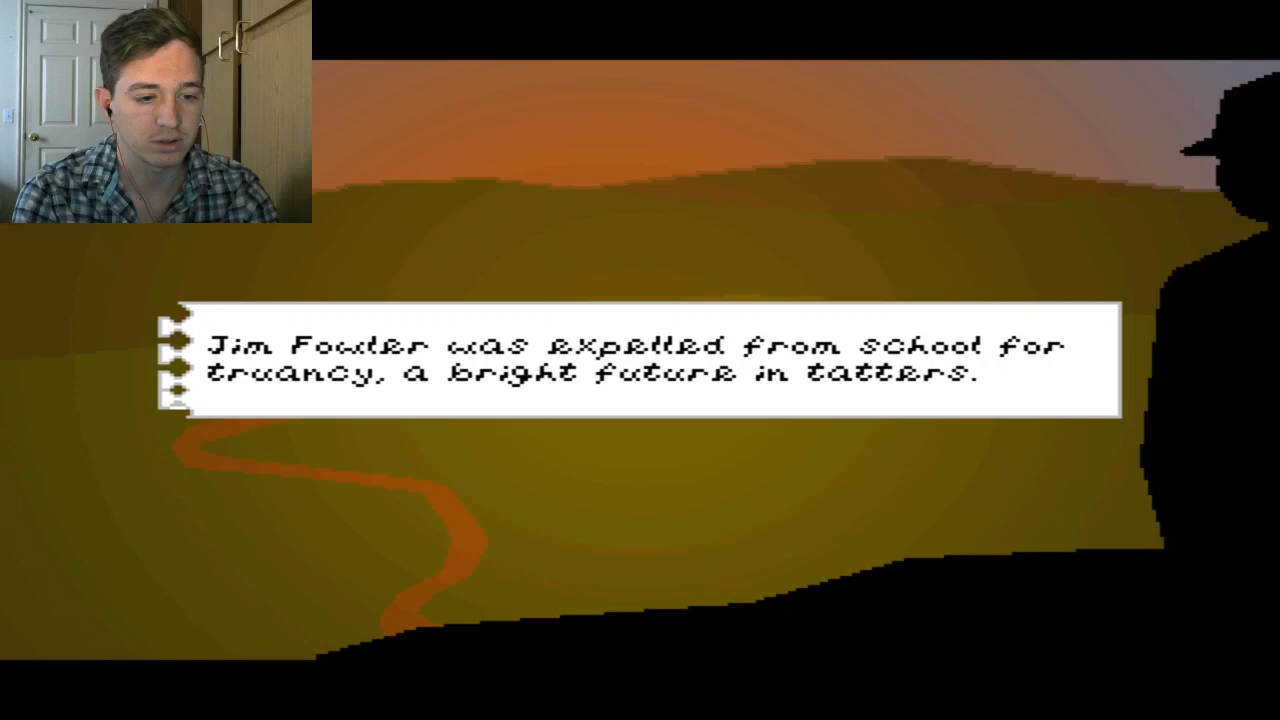 Jim Fowler was expelled from school for
truancy, a bright future in tatters.